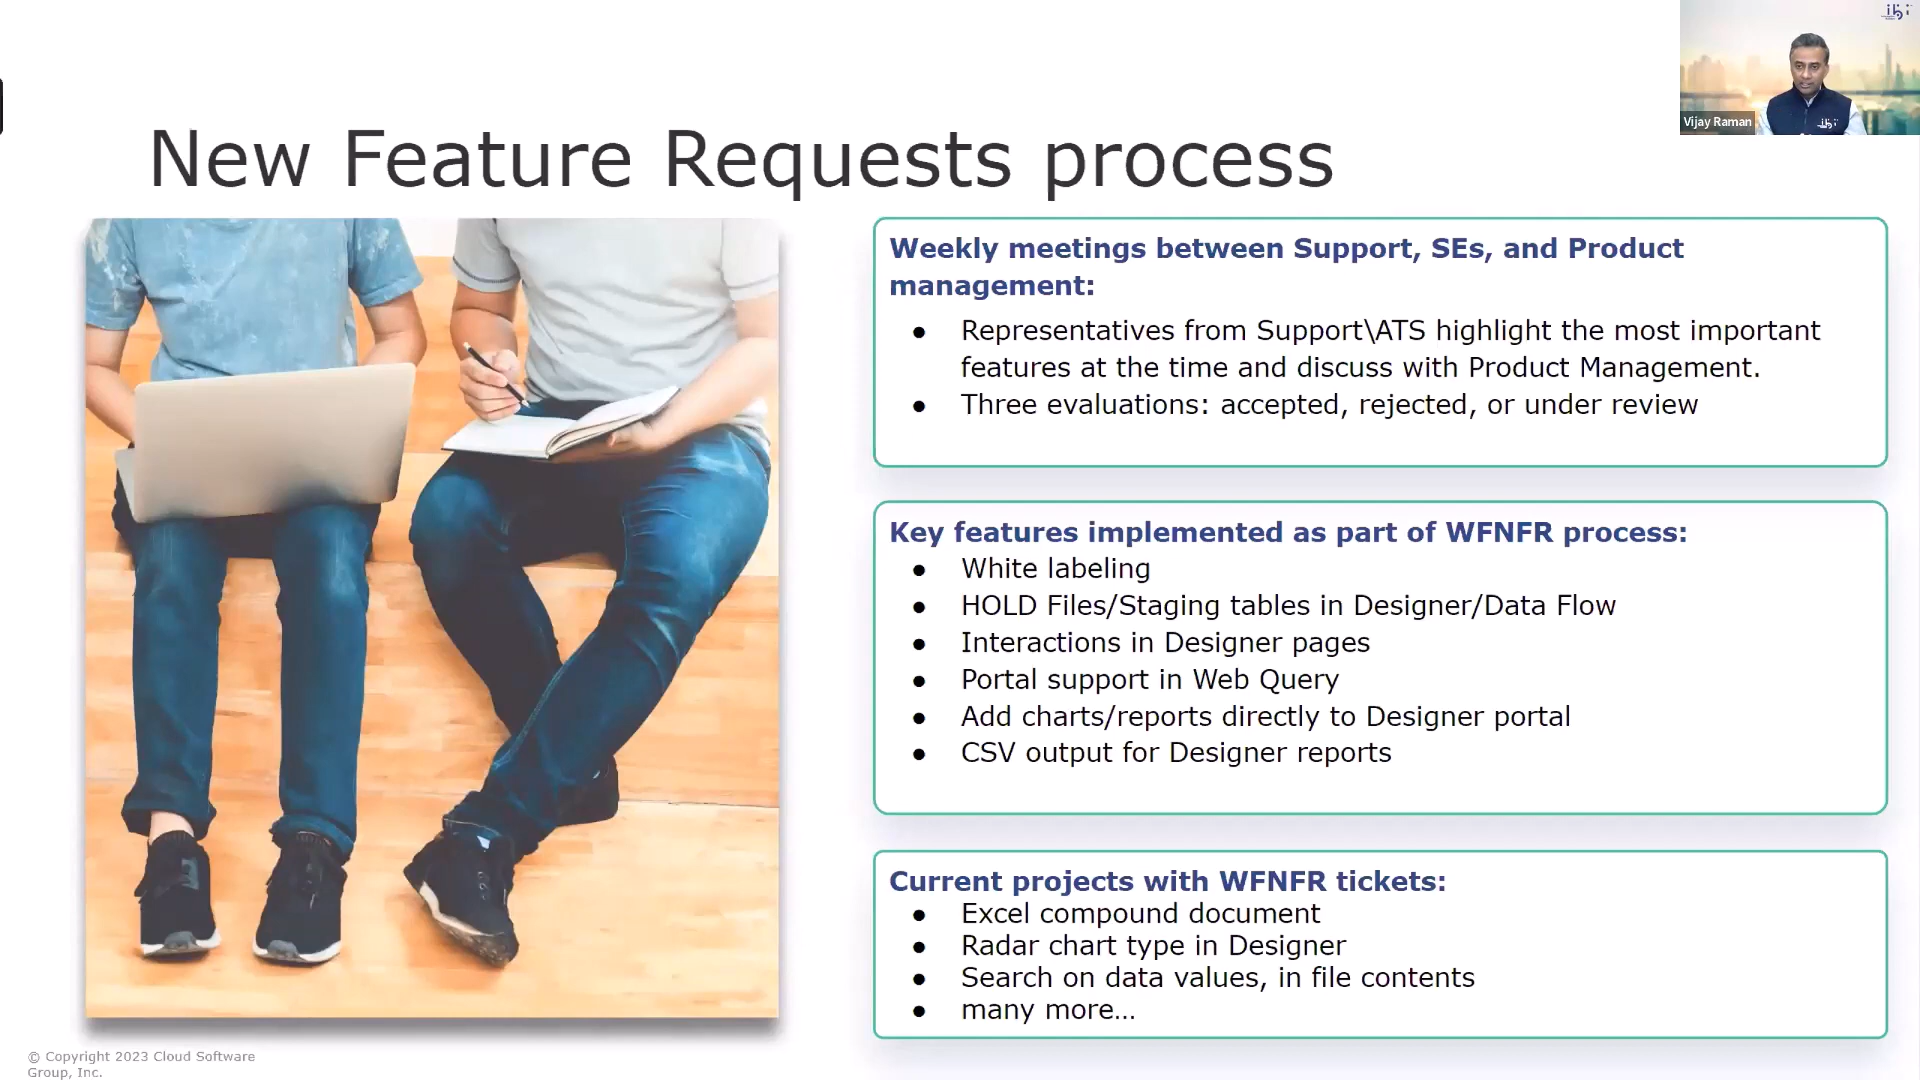 ibi
Vijay Raman
ibi
New Feature Requests process
Weekly meetings between Support, SEs, and Product
management:
● Representatives from Support\ATS highlight the most important
features at the time and discuss with Product Management.
● Three evaluations: accepted, rejected, or under review
Key features implemented as part of WFNFR process:
● White labeling
● HOLD Files/Staging tables in Designer/Data Flow
● Interactions in Designer pages
● Portal support in Web Query
● Add charts/reports directly to Designer portal
● CSV output for Designer reports
Current projects with WFNFR tickets:
● Excel compound document
● Radar chart type in Designer
● Search on data values, in file contents
● many more…
© Copyright 2023 Cloud Software
Group, Inc.